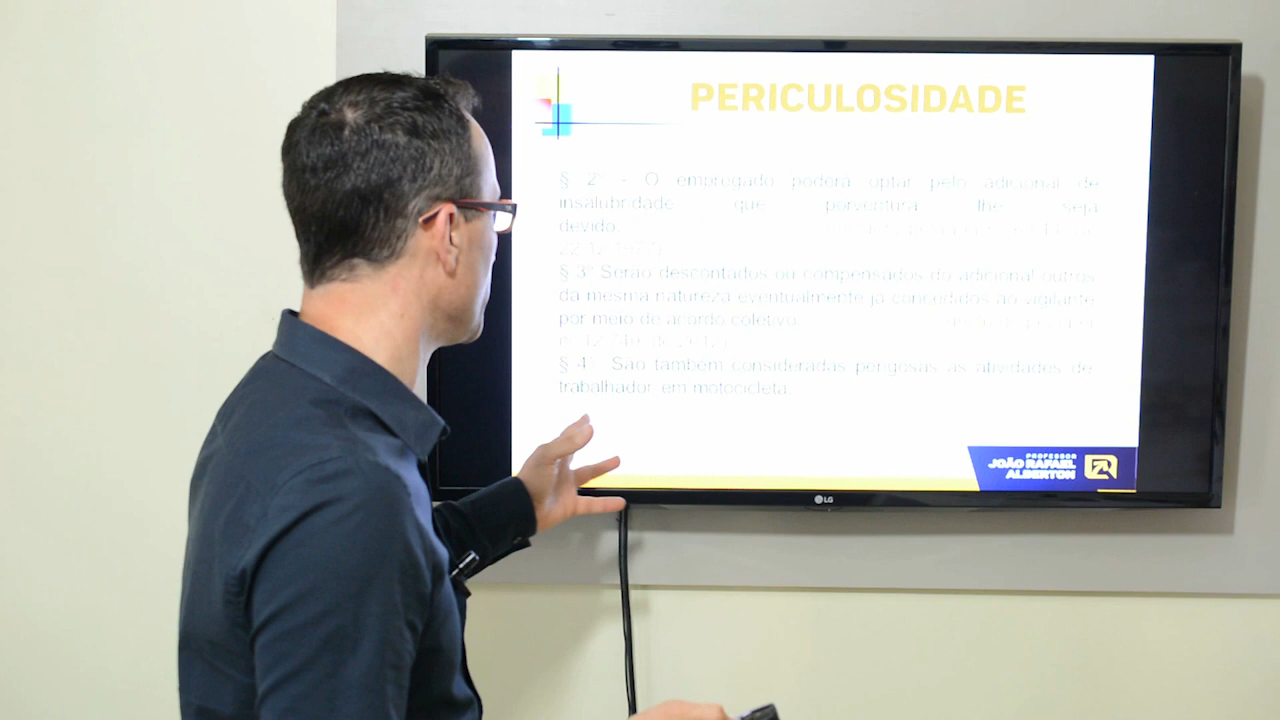 PERICULOSIDADE
§ 2º - O empregado poderá optar pelo adicional de
insalubridade que porventura lhe seja
devido.
§ 3º Serão descontados ou compensados do adicional outros
da mesma natureza eventualmente já concedidos ao vigilante
por meio de acordo coletivo.
§ 4º São também consideradas perigosas as atividades de
trabalhador em motocicleta.
PROFESSOR
JOÃO RAFAEL
ALBERTON
LG